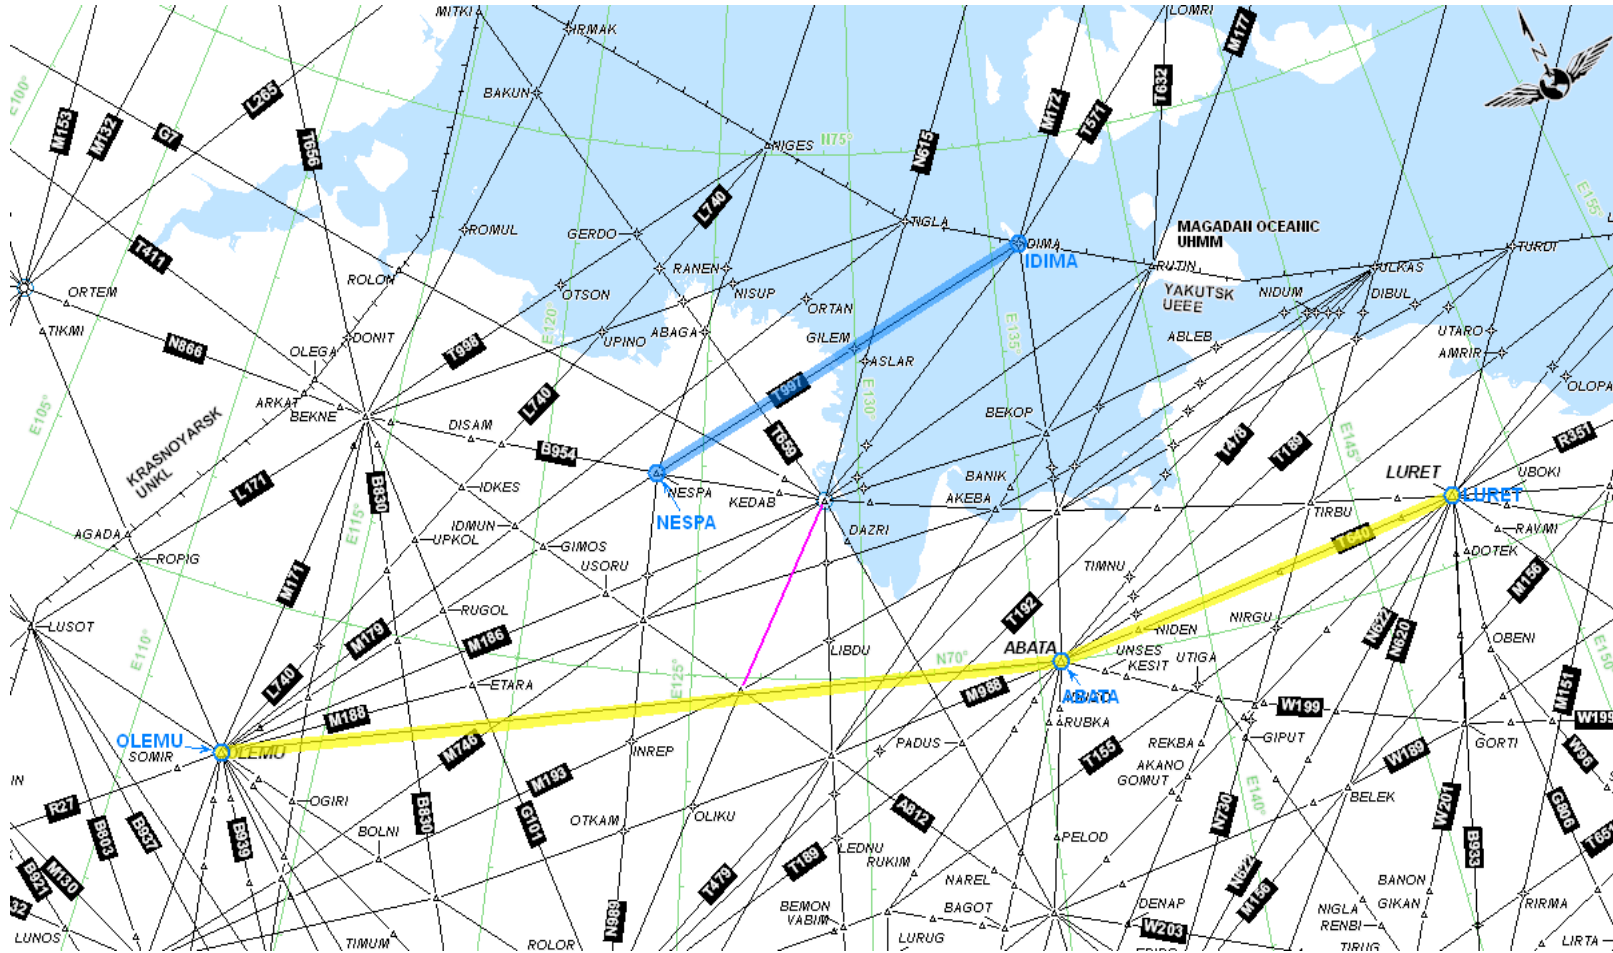 MITKI
IRMAK
LOMRI
M177
E100°
L265
BAKUN
M172
T632
T571
M153
M132
G7
T656
NIGES
N75°
N615
E155°
L740
ROMUL
GERDO
TIGLA
MAGADAN OCEANIC
UHMM
TURDI
IDIMA
IDIMA
T411
ROLON
RANEN
RUTIN
ULKAS
ORTEM
OTSON
NISUP
ORTAN
YAKUTSK
UEEE
NIDUM
DIBUL
TIKMI
E120°
DONIT
UPINO
ABAGA
GILEM
E135°
ABLEB
UTARO
N866
OLEGA
T998
ASLAR
AMRIR
T997
OLOPA
ARKAT
BEKNE
L740
E130°
E105°
DISAM
BEKOP
T659
T478
T189
E145°
R351
KRASNOYARSK
UNKL
B954
L171
B830
IDKES
NESPA
KEDAB
BANIK
AKEBA
LURET
UBOKI
LURET
TIRBU
NESPA
E115°
IDMUN
DAZRI
RAVMI
AGADA
UPKOL
GIMOS
T640
ROPIG
DOTEK
USORU
TIMNU
M171
M156
RUGOL
T192
NIRGU
N622
N620
LUSOT
M179
M186
LIBDU
NIDEN
OBENI
E110°
N70°
ABATA
UNSES
KESIT
UTIGA
E150°
L740
ETARA
E125°
M988
ABATA
M151
M188
RUBKA
W199
W199
OLEMU
OLEMU
SOMIR
M746
INREP
PADUS
T155
REKBA
GIPUT
GORTI
W189
W96
AKANO
GOMUT
M193
E140°
R27
OGIRI
B830
BELEK
OLIKU
A812
N730
W201
G806
B803
B937
B939
G101
BOLNI
OTKAM
LEDNU
PELOD
B933
T651
T189
RUKIM
B921
M130
T479
NAREL
N622
BANON
N989
BEMON
VABIM
BAGOT
DENAP
M156
NIGLA
GIKAN
RIRMA
RENBI
LUNOS
TIMUM
ROLOR
LURUG
W203
TIRUG
LIRTA